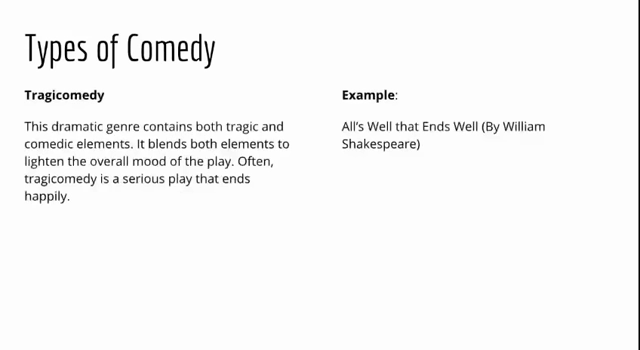 Types of Comedy
Tragicomedy
This dramatic genre contains both tragic and
comedic elements. It blends both elements to
lighten the overall mood of the play. Often,
tragicomedy is a serious play that ends
happily.
Example:
All's Well that Ends Well (By William
Shakespeare)